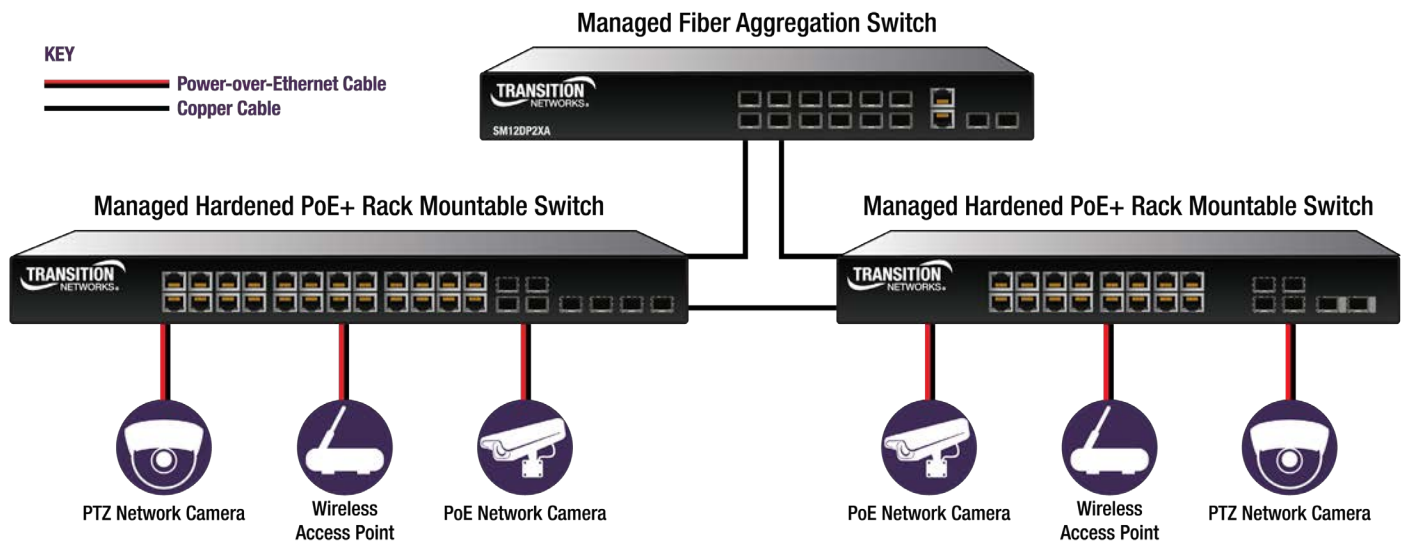 Managed Fiber Aggregation Switch
KEY
Power-over-Ethernet Cable
Copper Cable
TRANSITION
NETWORKS®
SM12DP2XA
Managed Hardened PoE+ Rack Mountable Switch
Managed Hardened PoE+ Rack Mountable Switch
TRANSITION
NETWORKS®
TRANSITION
NETWORKS®
PTZ Network Camera
Wireless
Access Point
PoE Network Camera
PoE Network Camera
Wireless
Access Point
PTZ Network Camera